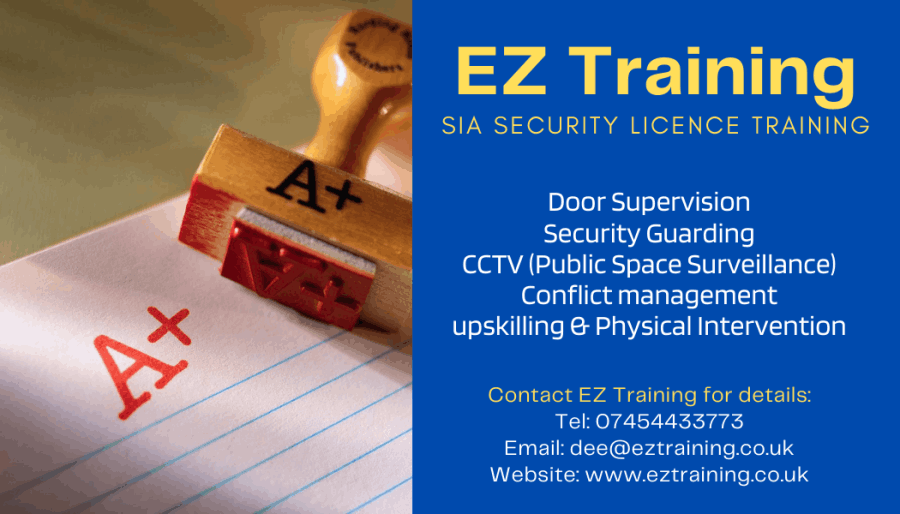 A+
A+
EZ Training
SIA SECURITY LICENCE TRAINING
Door Supervision
Security Guarding
CCTV (Public Space Surveillance)
Conflict management
upskilling & Physical Intervention
Contact EZ Training for details:
Tel: 07454433773
Email: dee@eztraining.co.uk
Website: www.eztraining.co.uk